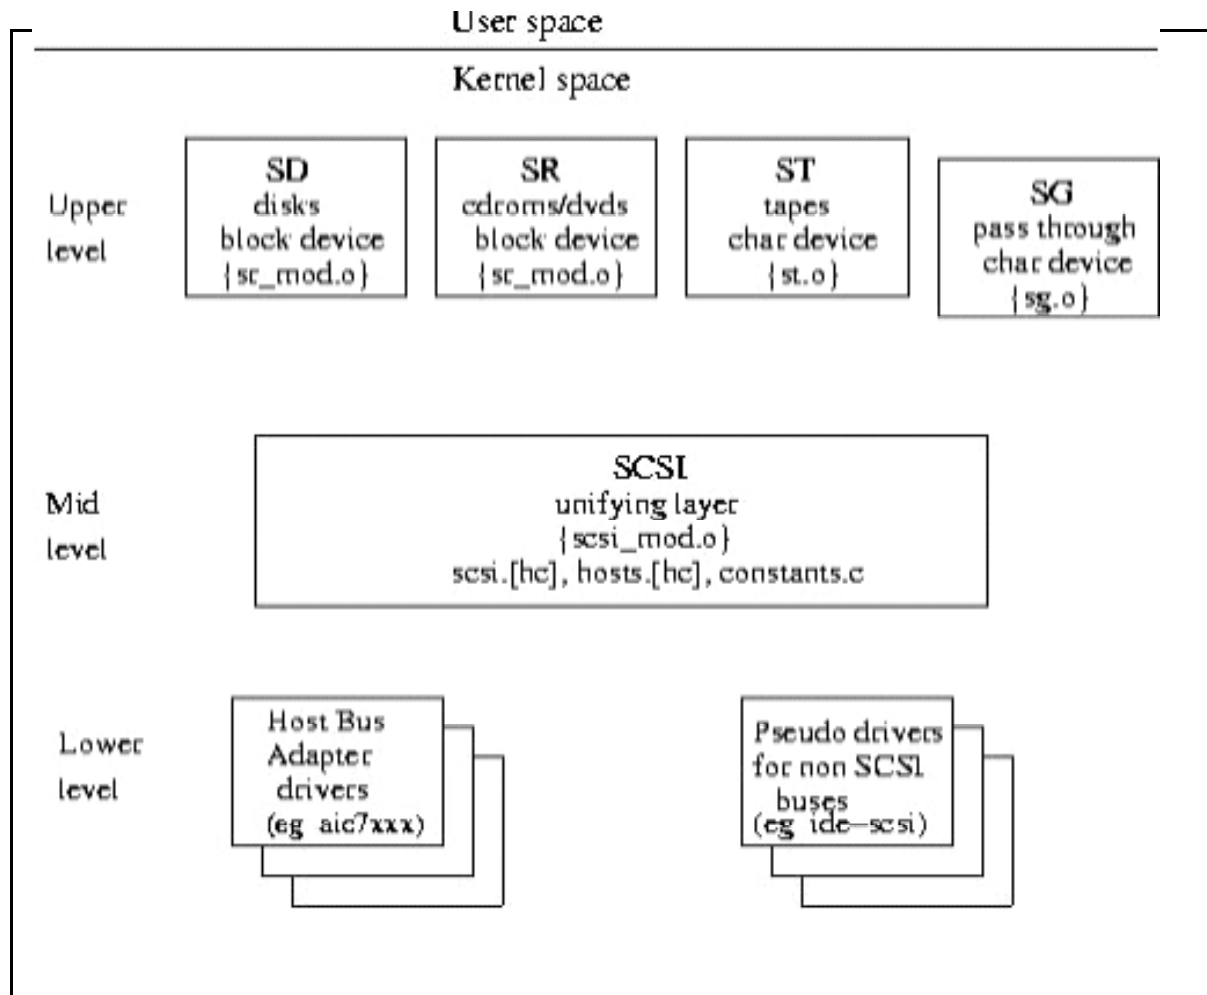 User space
Kernel space
Upper
level
SD
disks
block device
{sr_mod.o}
SR
cdroms/dvds
block device
{sr_mod.o}
ST
tapes
char device
{st.o}
SG
pass through
char device
{sg.o}
Mid
level
SCSI
unifying layer
{scsi_mod.o}
scsi.[hc], hosts.[hc], constants.c
Lower
level
Host Bus
Adapter
drivers
(eg aic7xxx)
Pseudo drivers
for non SCSI
buses
(eg ide-scsi)